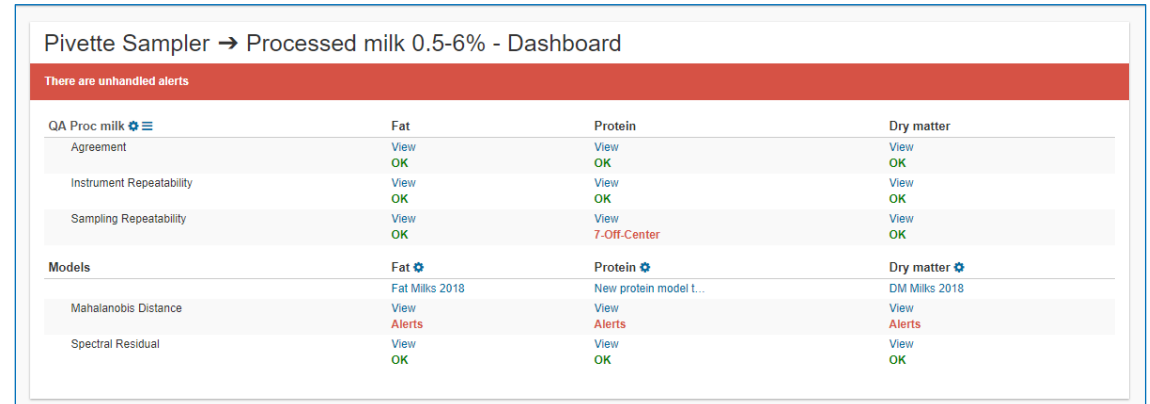 Pivette Sampler ➔ Processed milk 0.5-6% - Dashboard
There are unhandled alerts
QA Proc milk Fat Protein Dry matter
Agreement View View View
OK OK OK
Instrument Repeatability View View View
OK OK OK
Sampling Repeatability View View View
OK 7-Off-Center OK
Models Fat Protein Dry matter
Fat Milks 2018 New protein model t... DM Milks 2018
Mahalanobis Distance View View View
Alerts Alerts Alerts
Spectral Residual View View View
OK OK OK